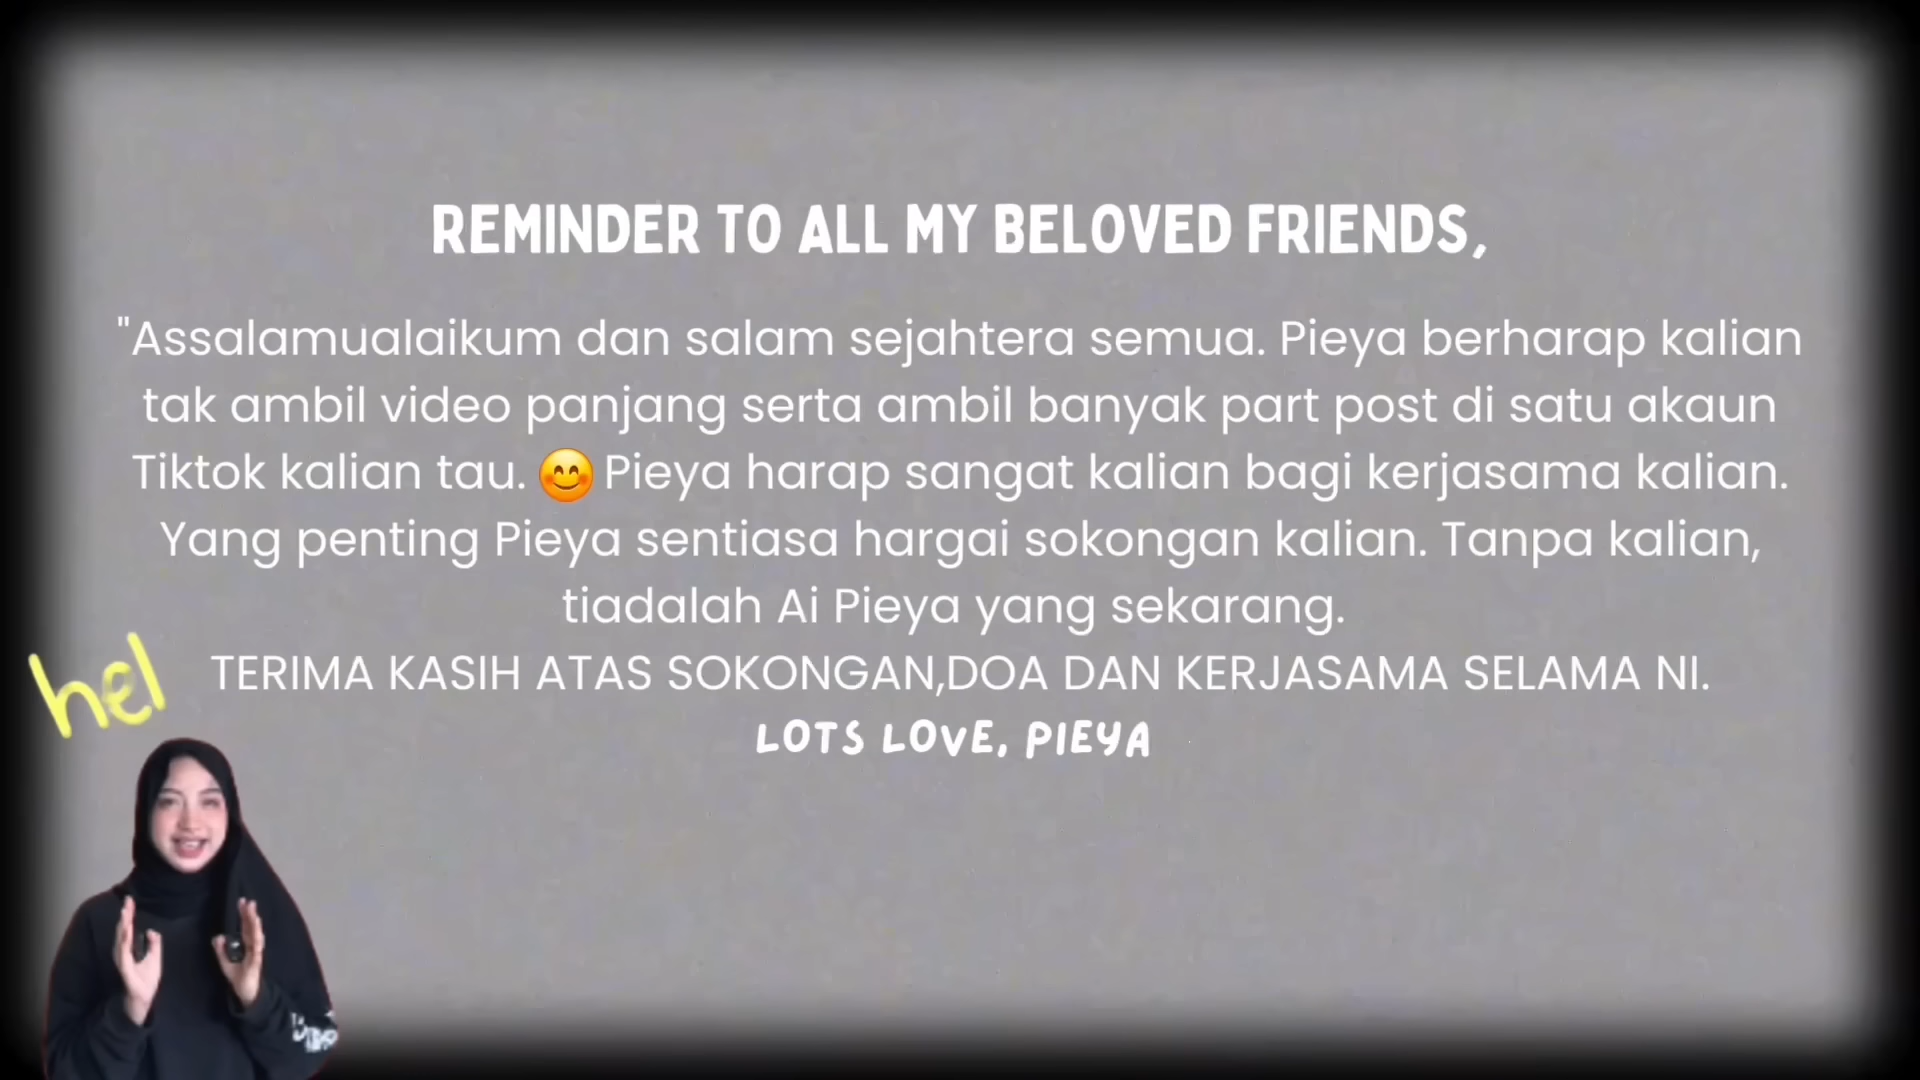 REMINDER TO ALL MY BELOVED FRIENDS,
"Assalamualaikum dan salam sejahtera semua. Pieya berharap kalian
tak ambil video panjang serta ambil banyak part post di satu akaun
Tiktok kalian tau. 😊 Pieya harap sangat kalian bagi kerjasama kalian.
Yang penting Pieya sentiasa hargai sokongan kalian. Tanpa kalian,
tiadalah Ai Pieya yang sekarang.
TERIMA KASIH ATAS SOKONGAN,DOA DAN KERJASAMA SELAMA NI.
LOTS LOVE, PIEYA
hel